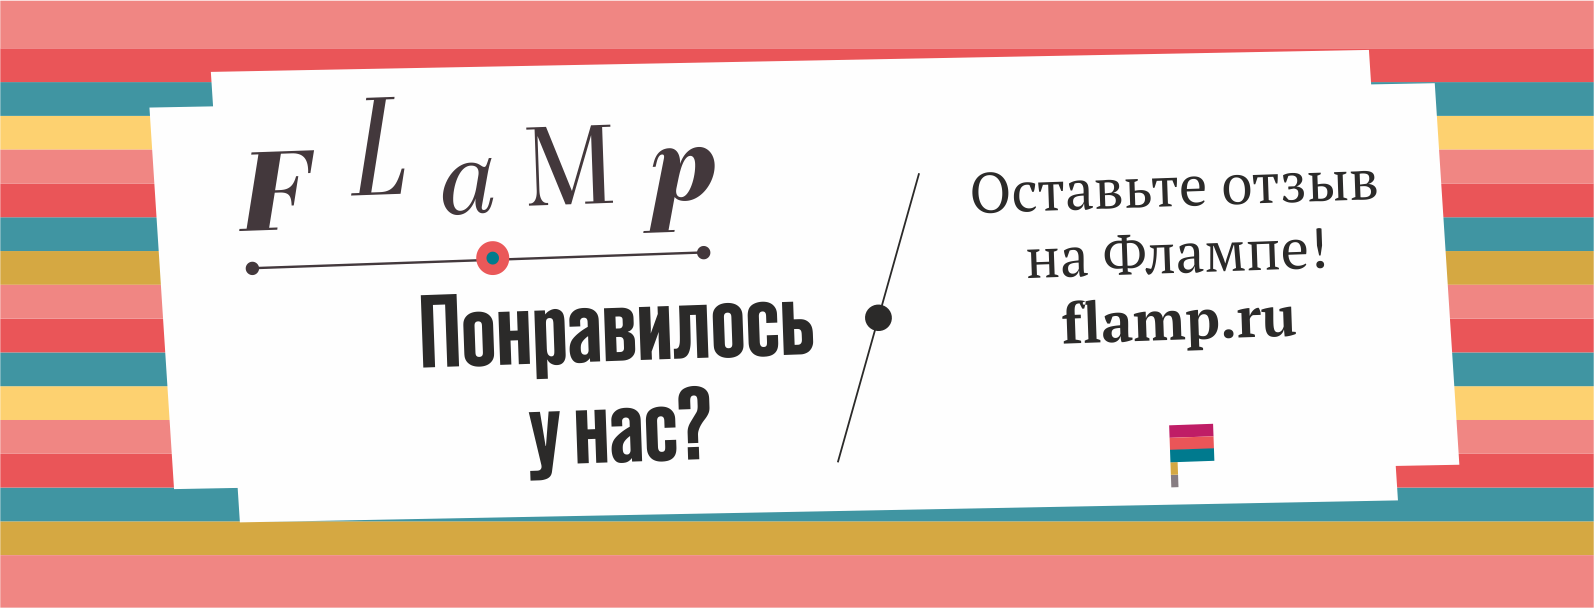 FLaMp
Понравилось
у нас?
Оставьте отзыв
на Флампе!
flamp.ru